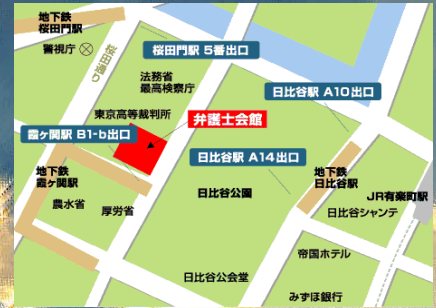 地下鉄
桜田門駅
警視庁
桜田通り
桜田門駅 5番出口
法務省
最高検察庁
日比谷駅 A10出口
東京高等裁判所
弁護士会館
霞ヶ関駅 B1-b出口
日比谷駅 A14出口
地下鉄
霞ヶ関駅
地下鉄
日比谷駅
JR有楽町駅
農水省
厚労省
日比谷公園
日比谷シャンテ
帝国ホテル
日比谷公会堂
みずほ銀行